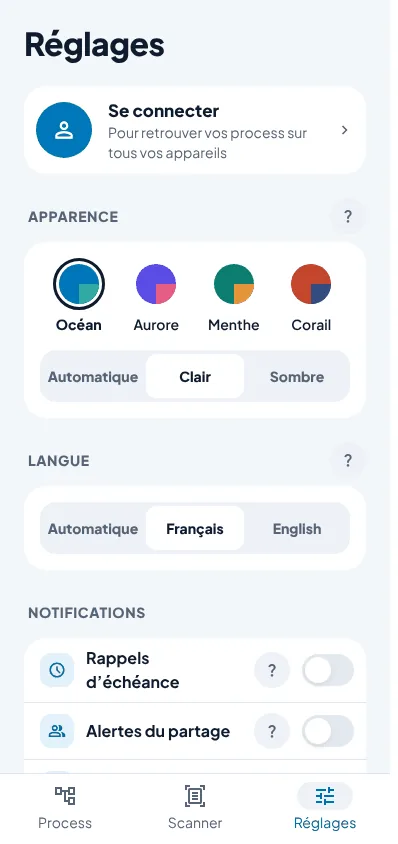 Réglages
Se connecter
Pour retrouver vos process sur
tous vos appareils
APPARENCE
?
Océan
Aurore
Menthe
Corail
Automatique
Clair
Sombre
LANGUE
?
Automatique
Français
English
NOTIFICATIONS
Rappels
d’échéance
?
Alertes du partage
?
Process
Scanner
Réglages